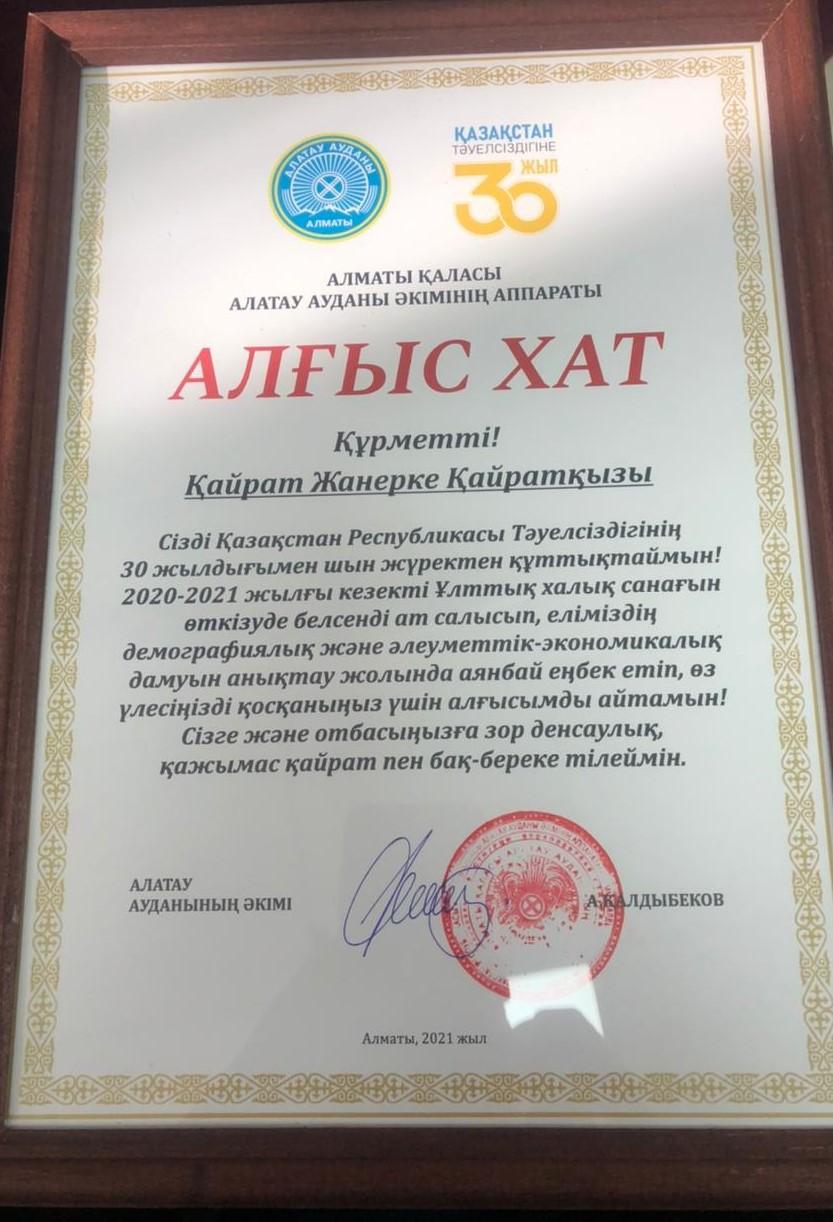 АЛАТАУ АУДАНЫ
АЛМАТЫ
ҚАЗАҚСТАН
ТӘУЕЛСІЗДІГІНЕ
30 ЖЫЛ
АЛМАТЫ ҚАЛАСЫ
АЛАТАУ АУДАНЫ ӘКІМІНІҢ АППАРАТЫ
АЛҒЫС ХАТ
Құрметті!
Қайрат Жанерке Қайратқызы
Сізді Қазақстан Республикасы Тәуелсіздігінің
30 жылдығымен шын жүректен құттықтаймын!
2020-2021 жылғы кезекті Ұлттық халық санағын
өткізуде белсенді ат салысып, еліміздің
демографиялық және әлеуметтік-экономикалық
дамуын анықтау жолында аянбай еңбек етіп, өз
үлесіңізді қосқаныңыз үшін алғысымды айтамын!
Сізге және отбасыңызға зор денсаулық,
қажымас қайрат пен бақ-береке тілеймін.
АЛАТАУ
АУДАНЫНЫҢ ӘКІМІ
А.ҚАЛДЫБЕКОВ
Алматы, 2021 жыл